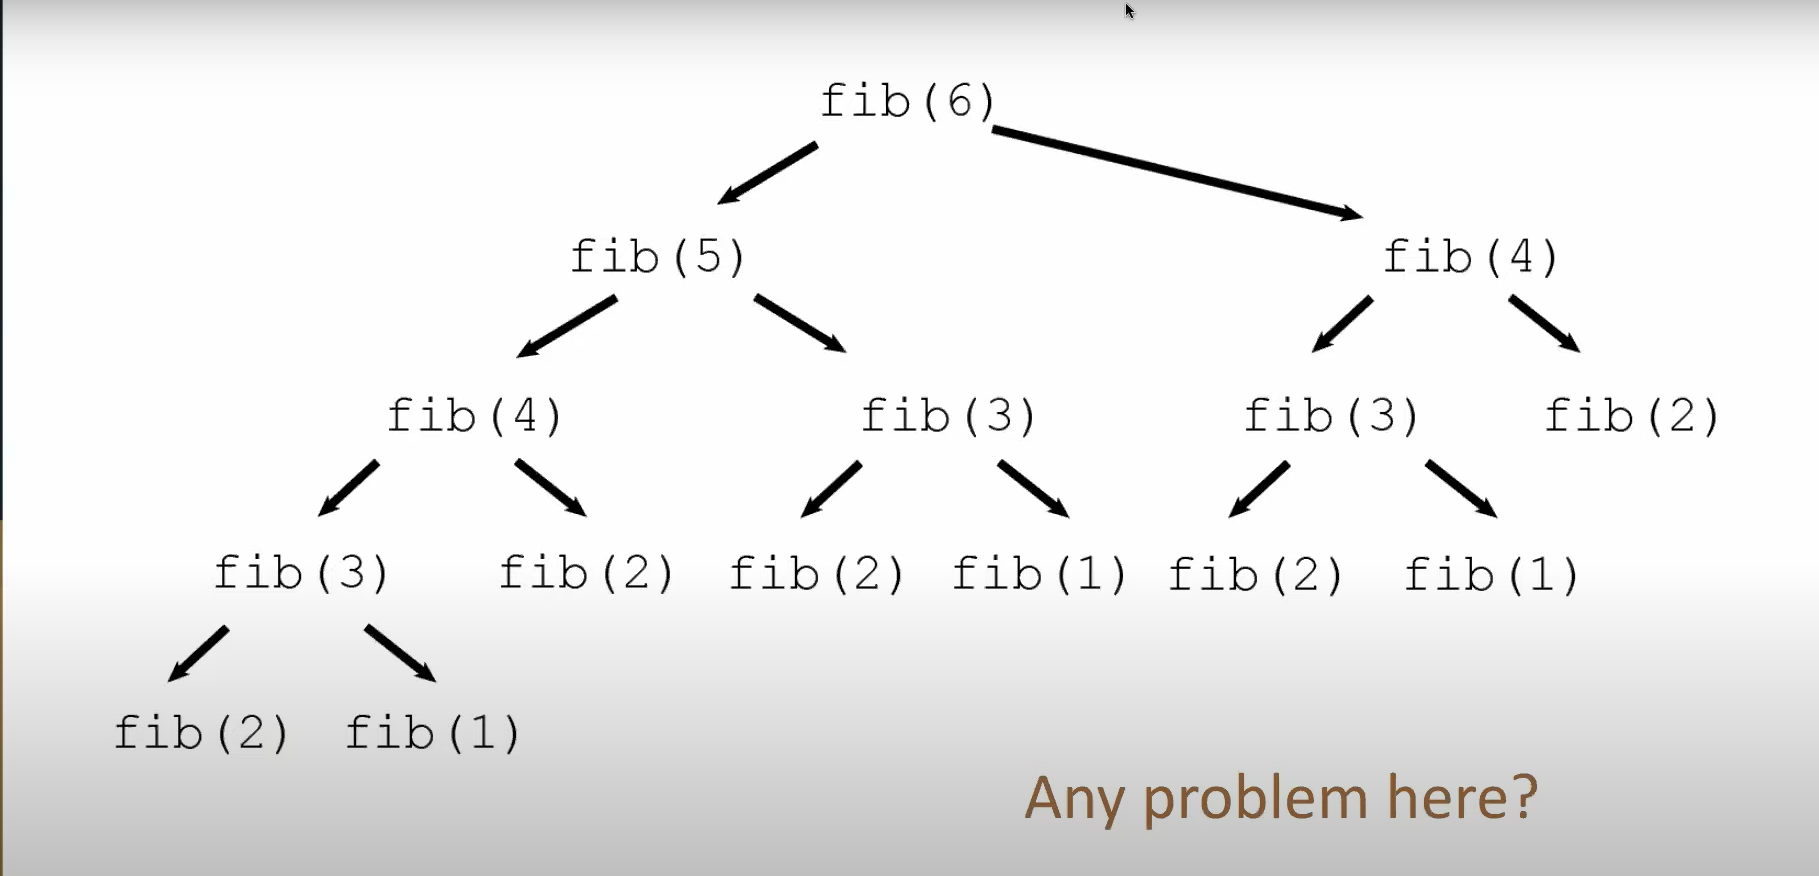 fib(6)
fib(5) fib(4)
fib(4) fib(3) fib(3) fib(2)
fib(3) fib(2) fib(2) fib(1) fib(2) fib(1)
fib(2) fib(1)
Any problem here?